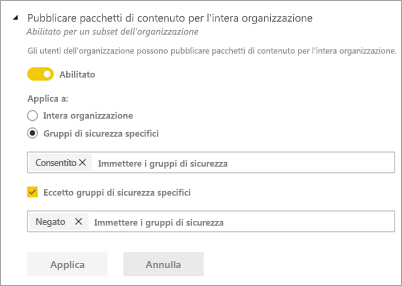 Pubblicare pacchetti di contenuto per l'intera organizzazione
Abilitato per un subset dell'organizzazione
Gli utenti dell'organizzazione possono pubblicare pacchetti di contenuto per l'intera organizzazione.
Abilitato
Applica a:
Intera organizzazione
Gruppi di sicurezza specifici
Consentito Immettere i gruppi di sicurezza
Eccetto gruppi di sicurezza specifici
Negato Immettere i gruppi di sicurezza
Applica Annulla